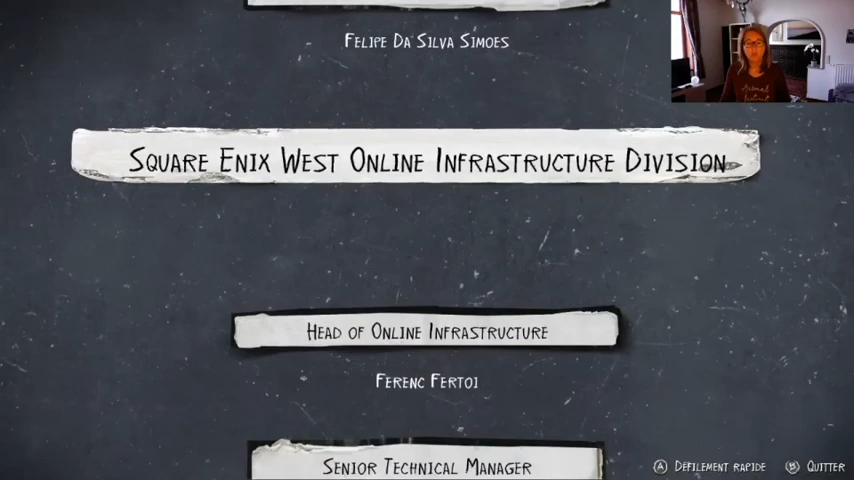 Felipe Da Silva Simoes
Square Enix West Online Infrastructure Division
Head of Online Infrastructure
Ferenc Fertoi
Senior Technical Manager
A Défilement rapide B Quitter